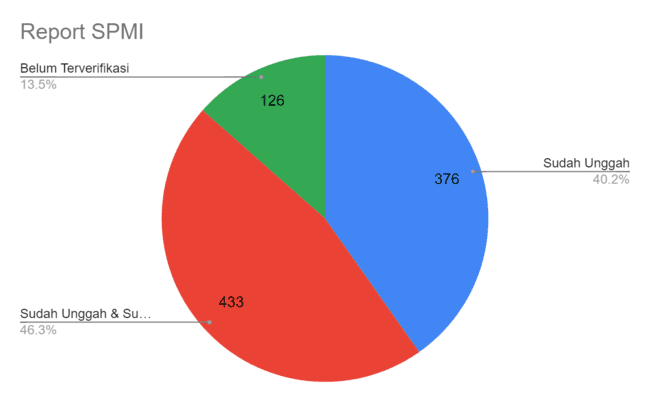 Report SPMI
Belum Terverifikasi
13.5%
126
Sudah Unggah
40.2%
376
433
Sudah Unggah & Su…
46.3%